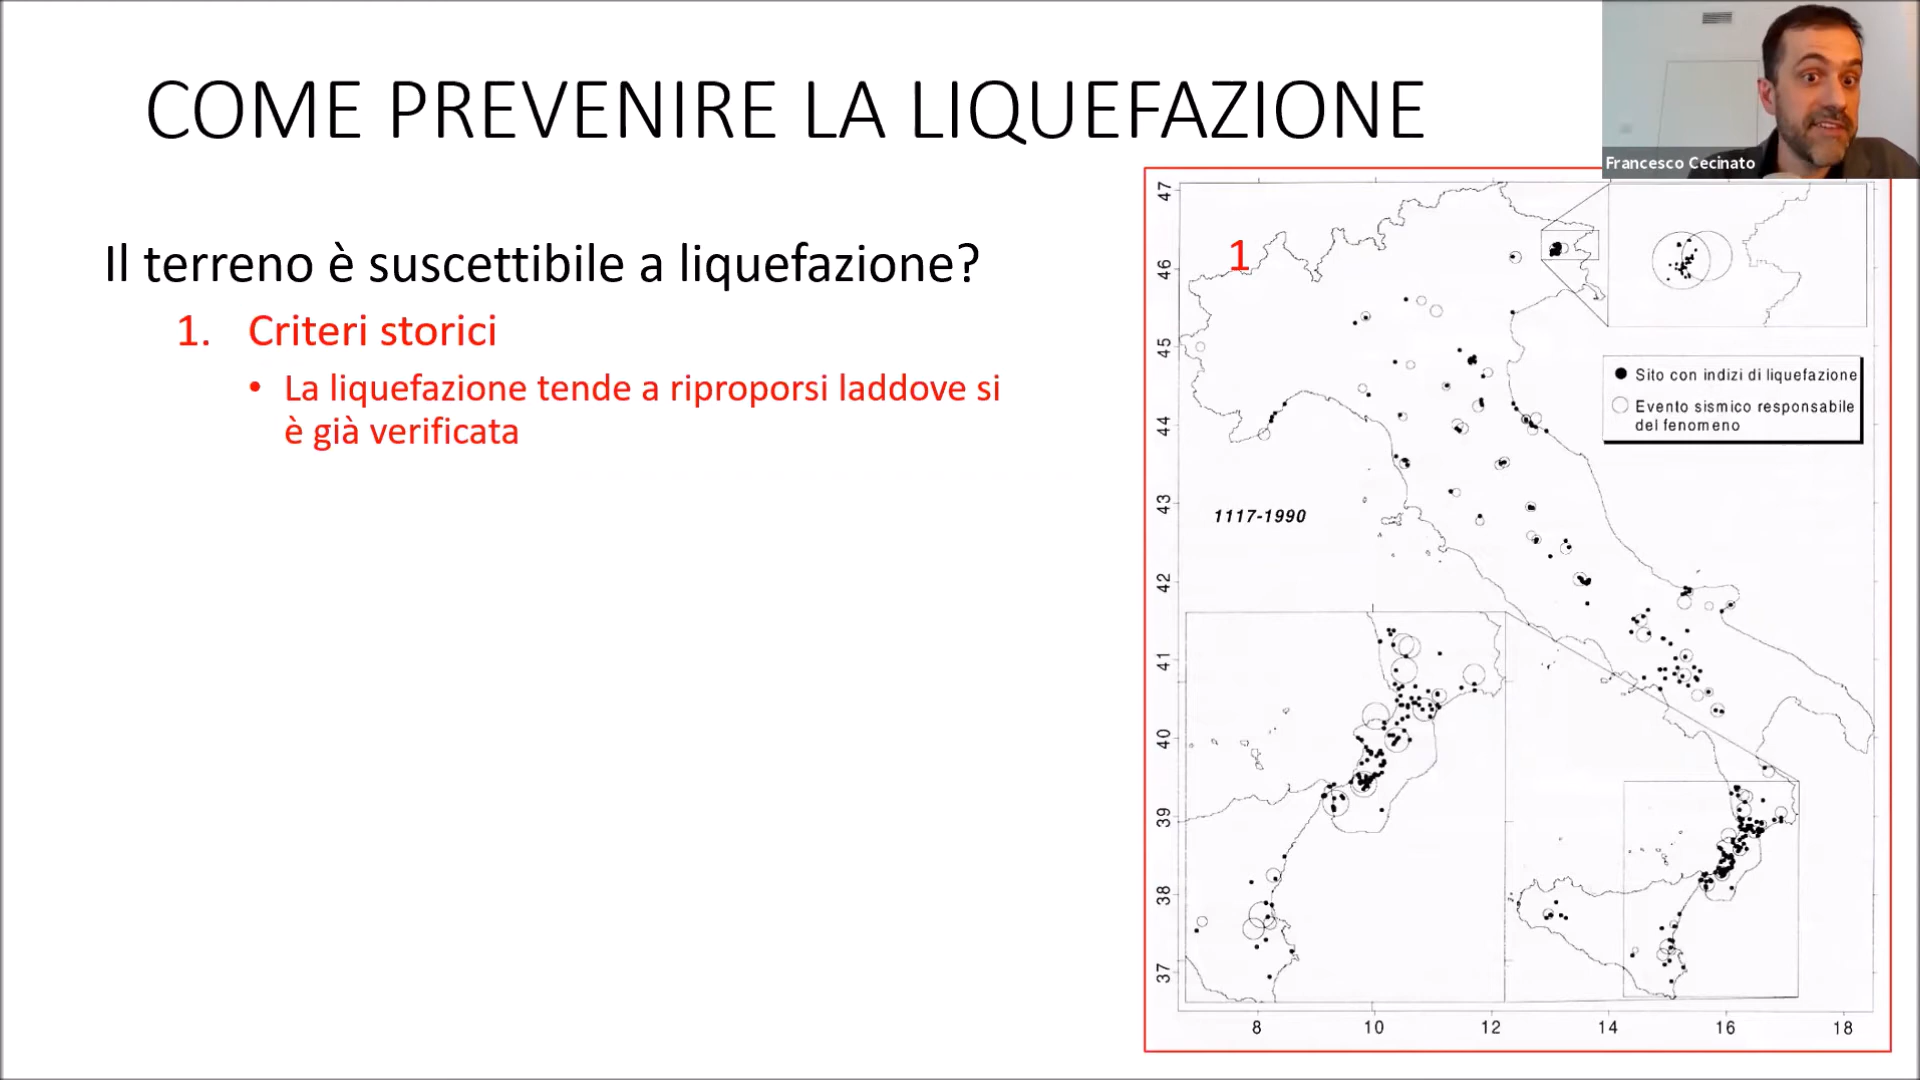 COME PREVENIRE LA LIQUEFAZIONE
Francesco Cecinato
Il terreno è suscettibile a liquefazione?
1. Criteri storici
• La liquefazione tende a riproporsi laddove si
è già verificata
1
Sito con indizi di liquefazione
Evento sismico responsabile
del fenomeno
1117-1990
47
46
45
44
43
42
41
40
39
38
37
8 10 12 14 16 18